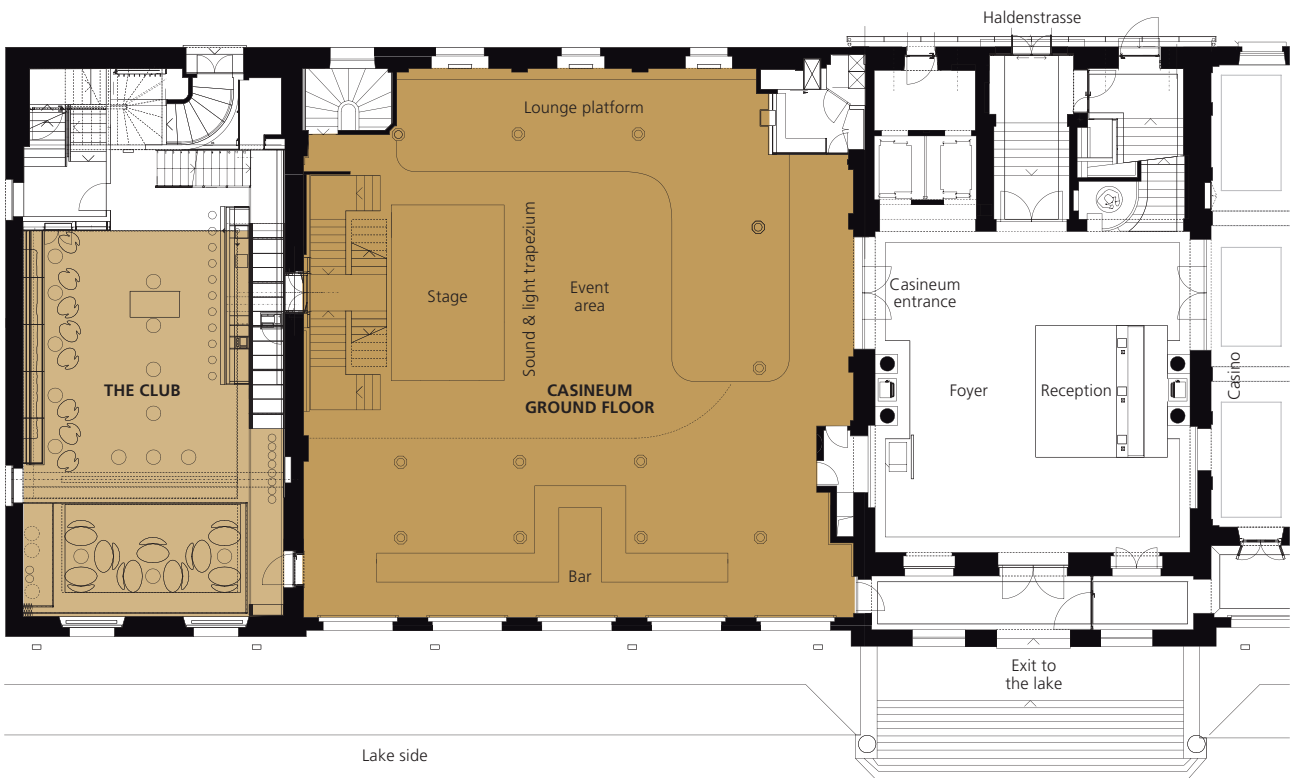 Haldenstrasse
Lounge platform
Sound & light trapezium
Stage
Event
area
Casineum
entrance
THE CLUB
CASINEUM
GROUND FLOOR
Foyer
Reception
Casino
Bar
Exit to
the lake
Lake side